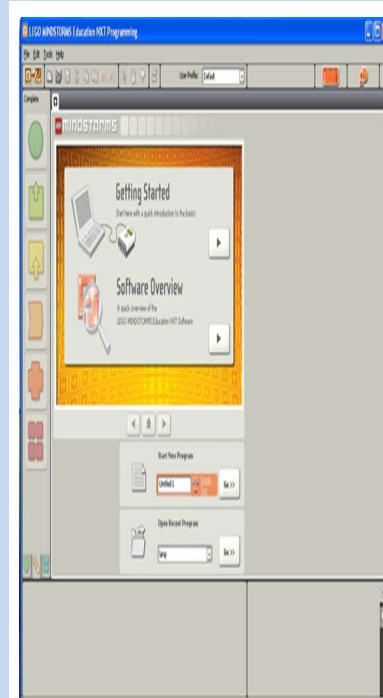 LEGO MINDSTORMS Education NXT Programming
File Edit Tools Help
User Profile: Default
Complete
mindstorms
Getting Started
Start here with a quick introduction to the basics
Software Overview
A quick overview of the
LEGO MINDSTORMS Education NXT Software
Start New Program
Untitled-1
Go >>
Open Recent Program
lamp
Go >>